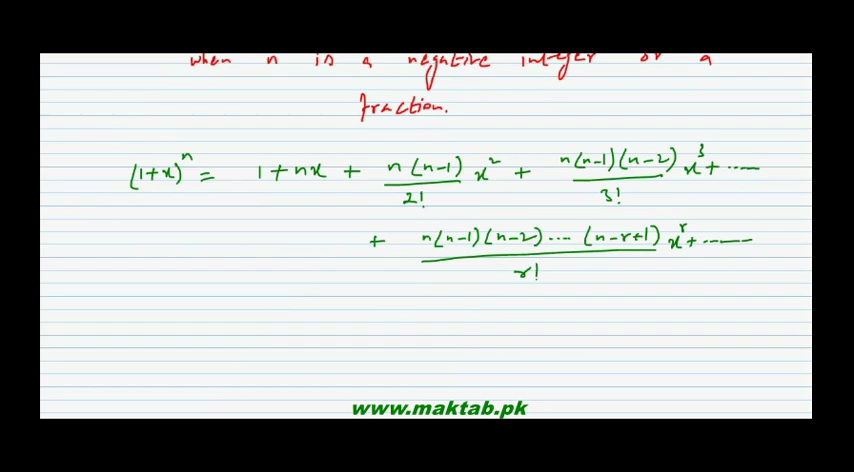 when n is a negative integer or a
fraction.
(1+x)^n = 1 + nx + n(n-1)/2! x^2 + n(n-1)(n-2)/3! x^3 + ......
+ n(n-1)(n-2)....(n-r+1)/r! x^r + ......
www.maktab.pk